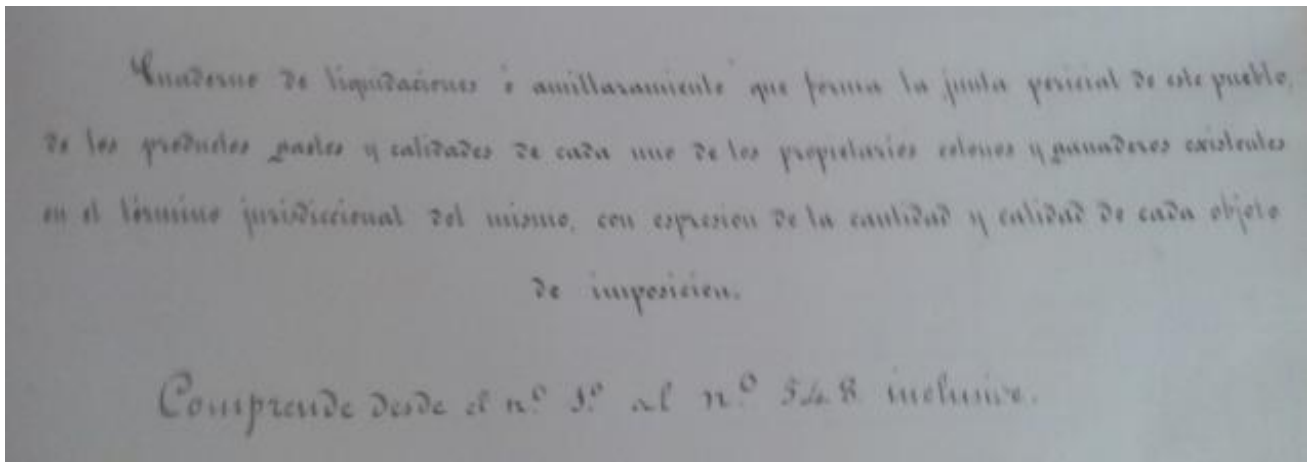 Cuaderno de liquidaciones ó amillaramiento que forma la junta pericial de este pueblo,
de los productos gastos y calidades de cada uno de los propietarios colonos y ganaderos existentes
en el término jurisdiccional del mismo, con espresion de la cantidad y calidad de cada objeto
de imposicion.
Comprende desde el nº 1º al nº 548 inclusive.